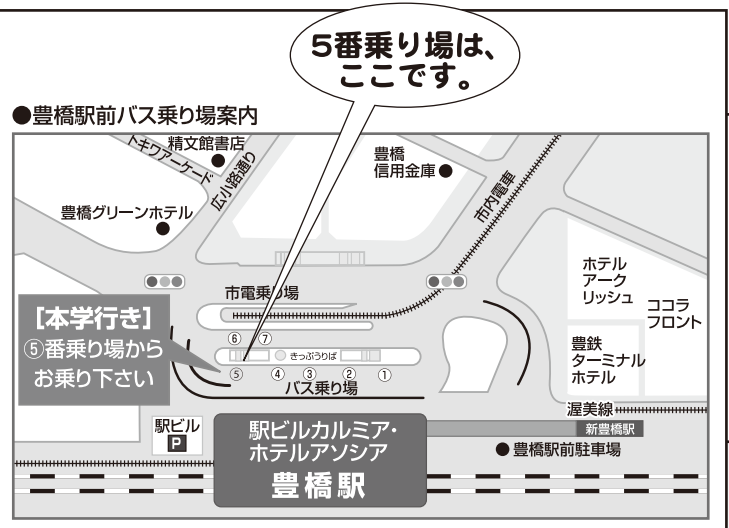 5番乗り場は、
ここです。
●豊橋駅前バス乗り場案内
精文館書店
トキワアーケード
広小路通り
豊橋
信用金庫
市内電車
豊橋グリーンホテル
市電乗り場
ホテル
アーク
リッシュ
ココラ
フロント
[本学行き]
⑤番乗り場から
お乗り下さい
⑥ ⑦
きっぷうりば
⑤ ④ ③ ② ①
バス乗り場
豊鉄
ターミナル
ホテル
渥美線
新豊橋駅
駅ビル
P
駅ビルカルミア・
ホテルアソシア
豊橋駅
豊橋駅前駐車場